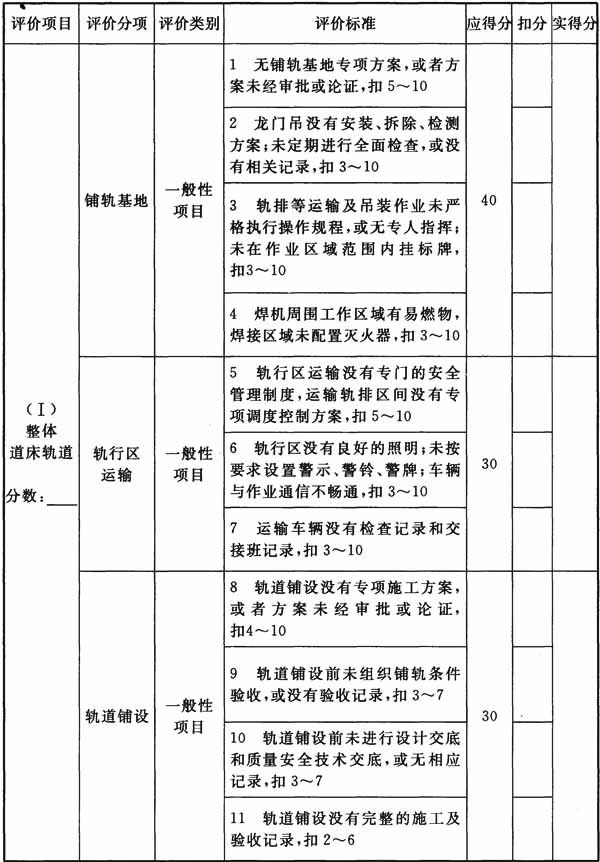 评价项目 评价分项 评价类别 评价标准 应得分 扣分 实得分
(Ⅰ)
整体
道床轨道
分数:____
铺轨基地
一般性
项目
1 无铺轨基地专项方案,或者方
案未经审批或论证,扣 5～10
2 龙门吊没有安装、拆除、检测
方案;未定期进行全面检查,或没
有相关记录,扣 3～10
3 轨排等运输及吊装作业未严
格执行操作规程,或无专人指挥;
未在作业区域范围内挂标牌,
扣3～10
4 焊机周围工作区域有易燃物,
焊接区域未配置灭火器,扣 3～10
40
轨行区
运输
一般性
项目
5 轨行区运输没有专门的安全
管理制度,运输轨排区间没有专
项调度控制方案,扣 5～10
6 轨行区没有良好的照明;未按
要求设置警示、警铃、警牌;车辆
与作业通信不畅通,扣 3～10
7 运输车辆没有检查记录和交
接班记录,扣 3～10
30
轨道铺设
一般性
项目
8 轨道铺设没有专项施工方案,
或者方案未经审批或论证,
扣4～10
9 轨道铺设前未组织铺轨条件
验收,或没有验收记录,扣 3～7
10 轨道铺设前未进行设计交底
和质量安全技术交底,或无相应
记录,扣 3～7
11 轨道铺设没有完整的施工及
验收记录,扣 2～6
30